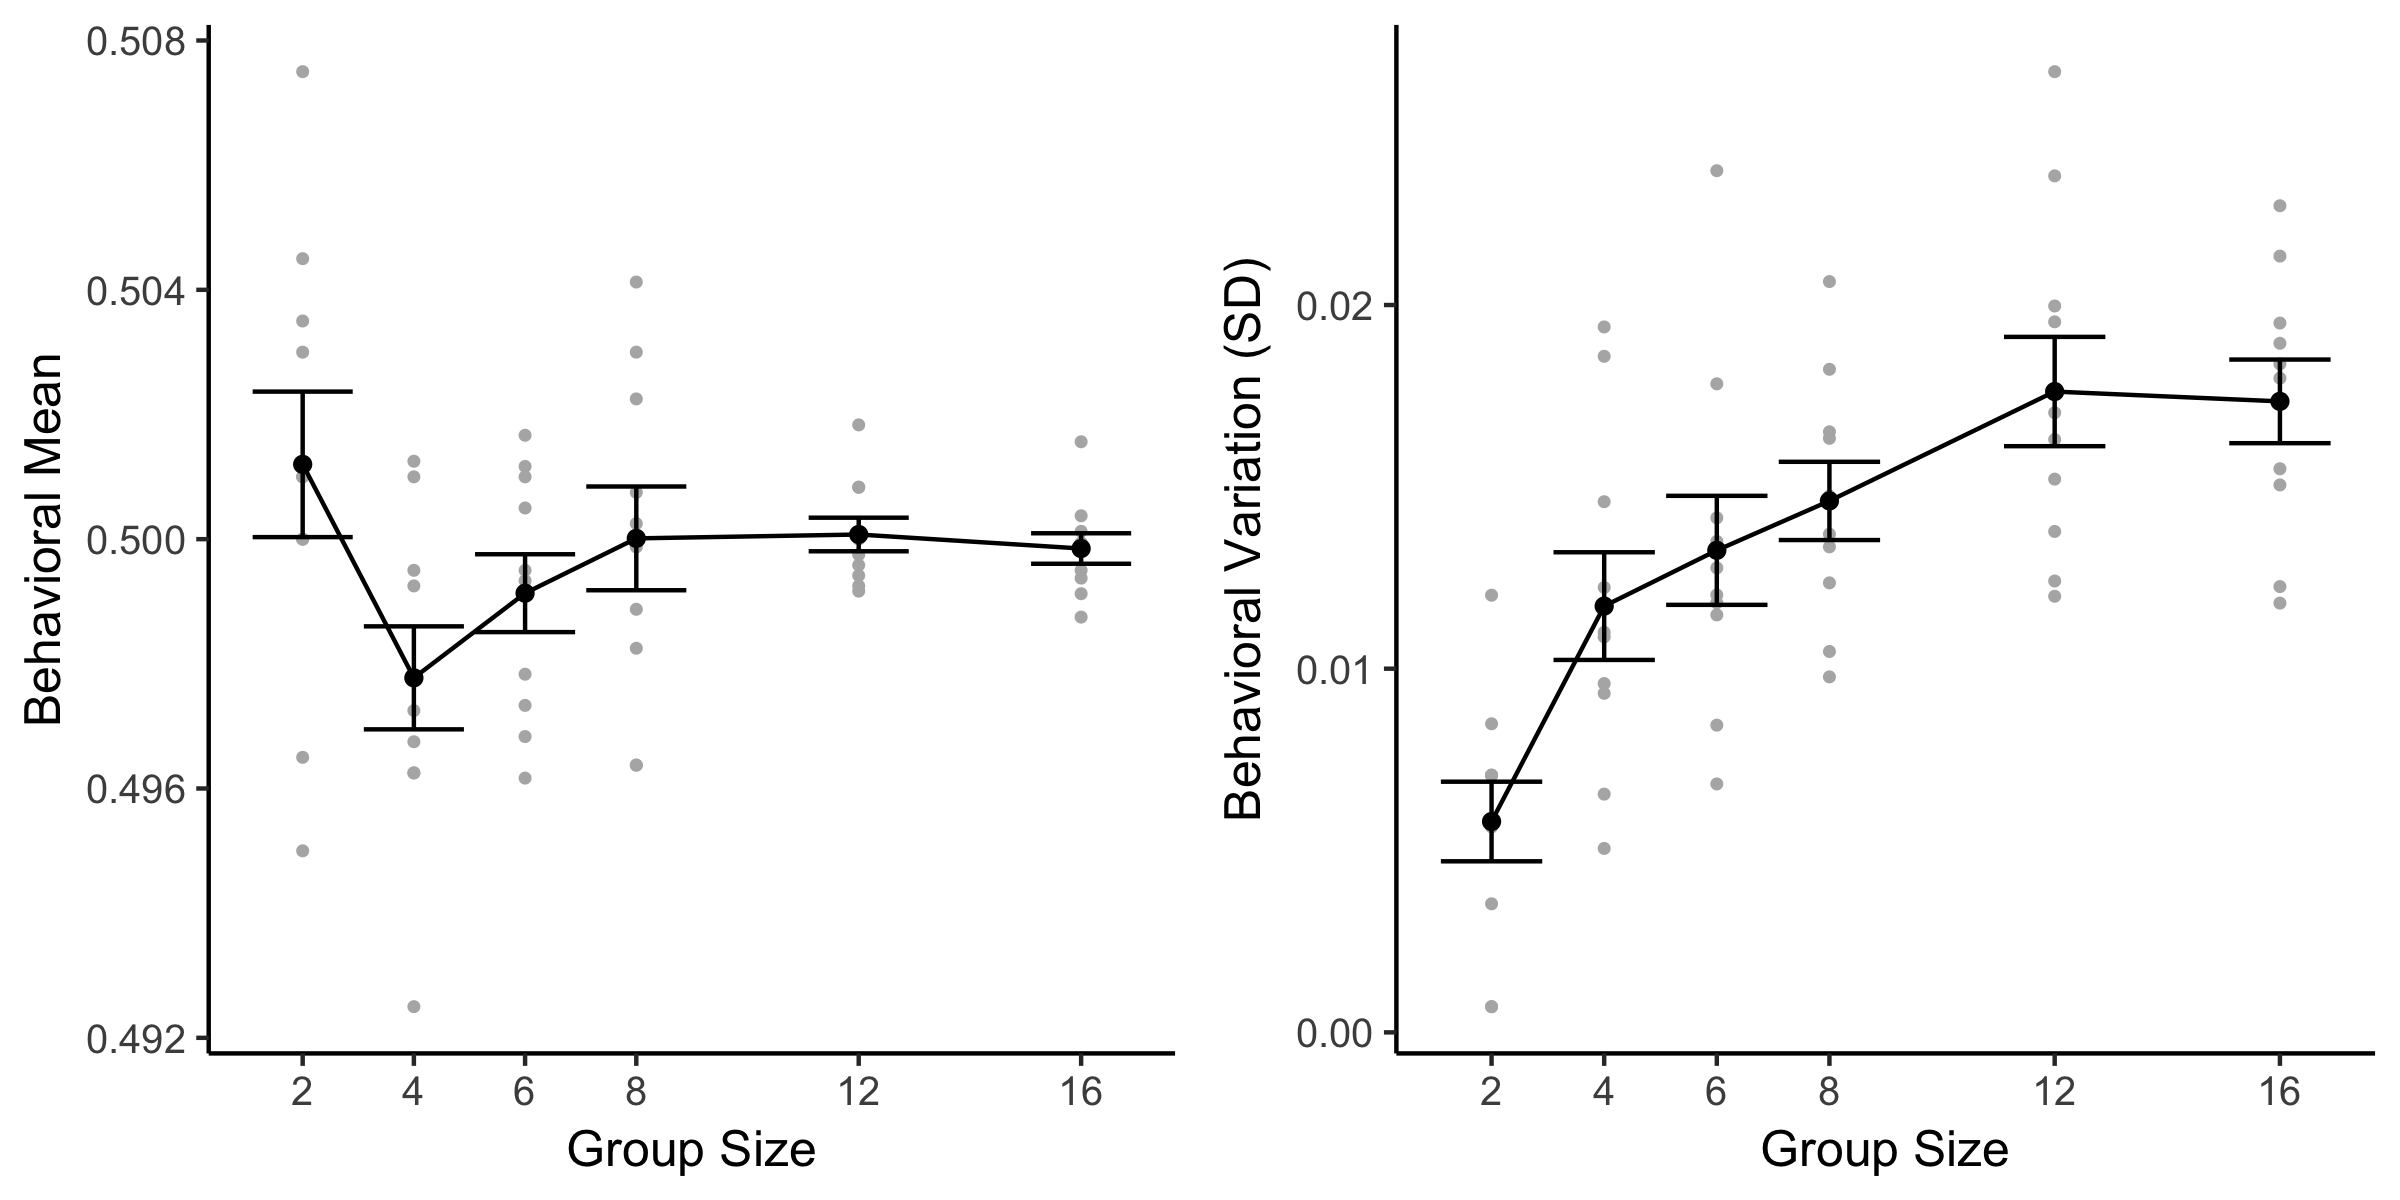 Behavioral Mean
0.508
0.504
0.500
0.496
0.492
2 4 6 8 12 16
Group Size
Behavioral Variation (SD)
0.02
0.01
0.00
2 4 6 8 12 16
Group Size